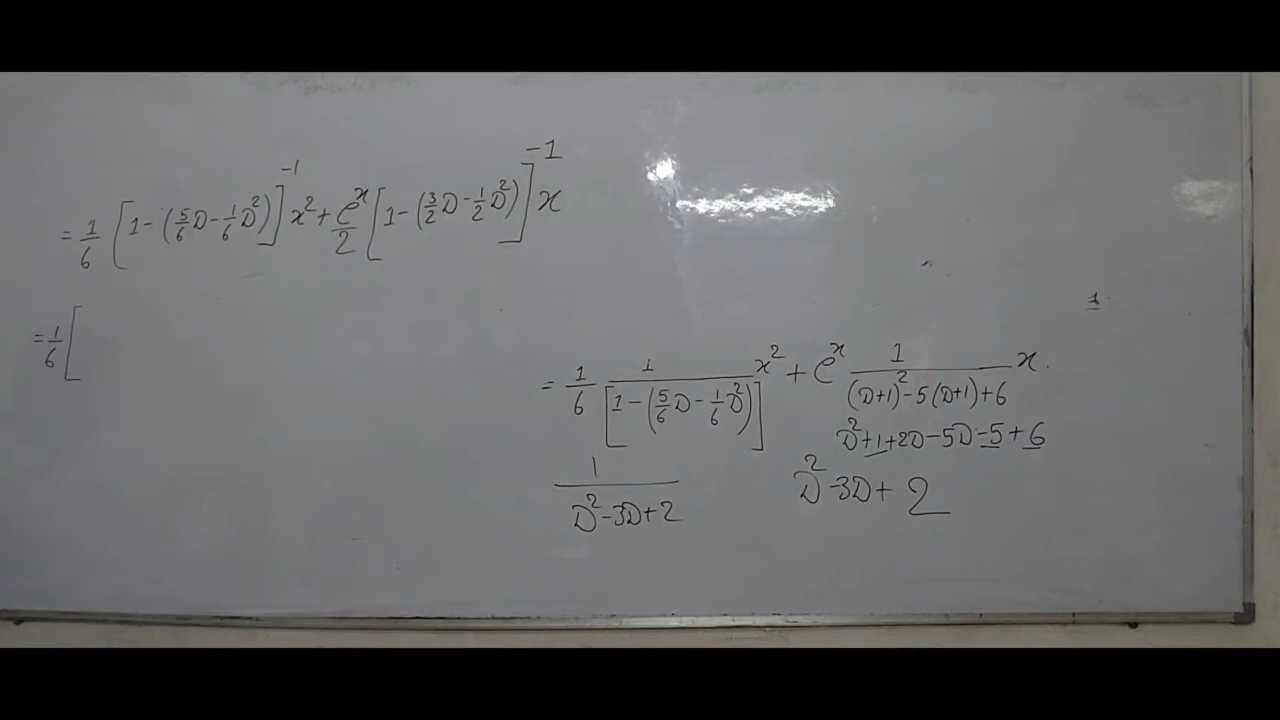 = 1/6 [1-(5/6 D - 1/6 D²)]⁻¹ x² + eˣ/2 [1-(3/2 D - 1/2 D²)]⁻¹ x
= 1/6 [
1
= 1/6 1/[1-(5/6 D - 1/6 D²)] x² + eˣ 1/((D+1)²-5(D+1)+6) x.
D²+1+2D-5D-5+6
1/(D²-3D+2) D²-3D+2